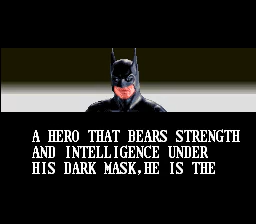 A HERO THAT BEARS STRENGTH
AND INTELLIGENCE UNDER
HIS DARK MASK,HE IS THE